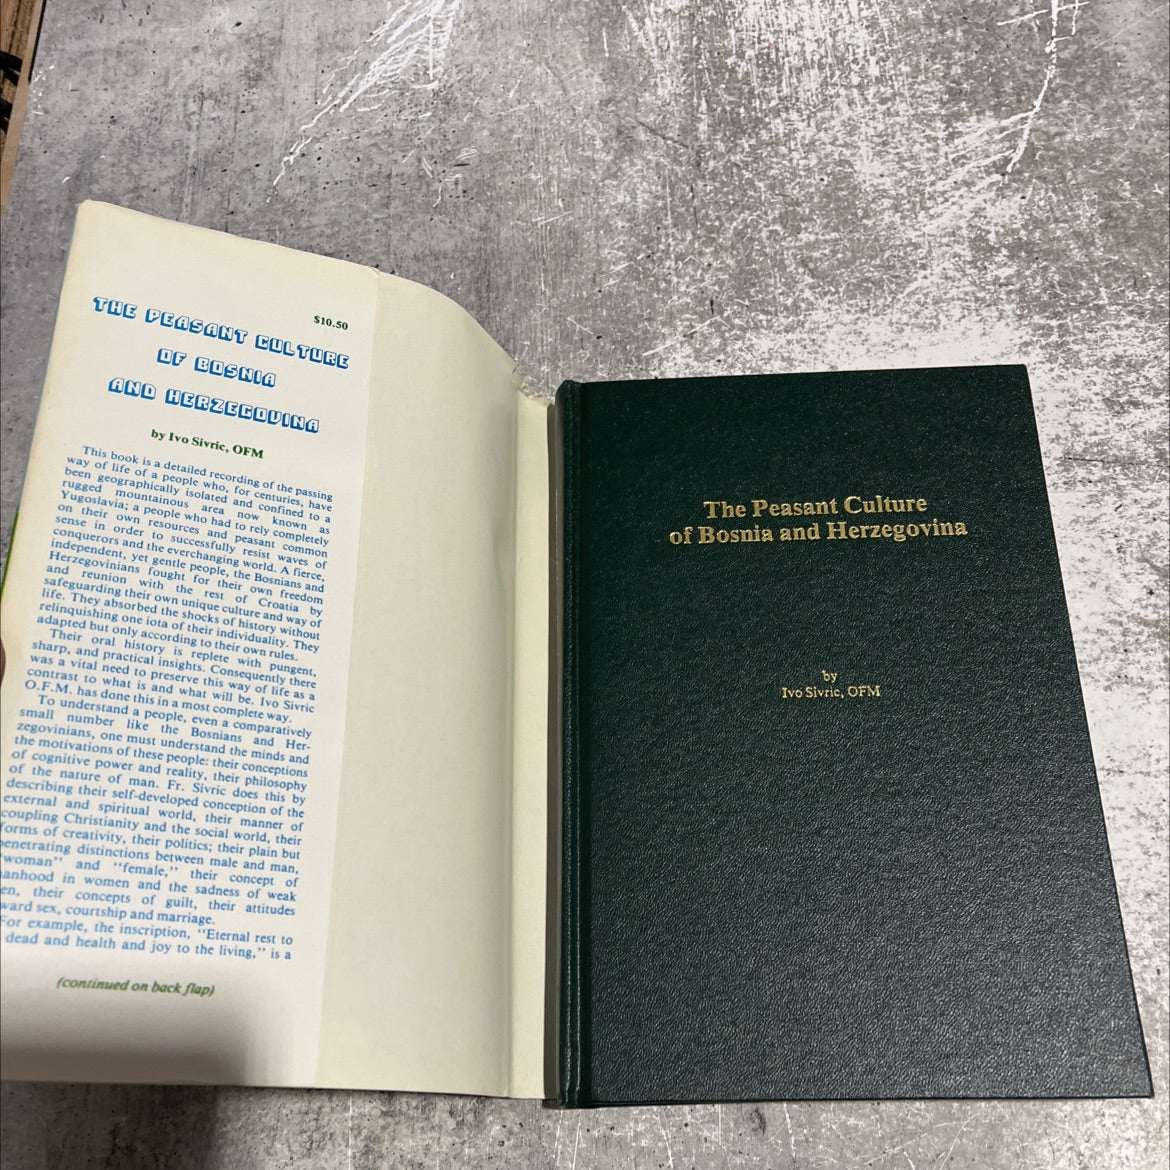 $10.50
THE PEASANT CULTURE
OF BOSNIA
AND HERZEGOVINA
by Ivo Sivric, OFM
This book is a detailed recording of the passing
way of life of a people who, for centuries, have
been geographically isolated and confined to a
rugged mountainous area now known as
Yugoslavia; a people who had to rely completely
on their own resources and peasant common
sense in order to successfully resist waves of
conquerors and the everchanging world. A fierce,
independent, yet gentle people, the Bosnians and
Herzegovinians fought for their own freedom
and reunion with the rest of Croatia by
safeguarding their own unique culture and way of
life. They absorbed the shocks of history without
relinquishing one iota of their individuality. They
adapted but only according to their own rules.
Their oral history is replete with pungent,
sharp, and practical insights. Consequently there
was a vital need to preserve this way of life as a
contrast to what is and what will be. Ivo Sivric
O.F.M. has done this in a most complete way.
To understand a people, even a comparatively
small number like the Bosnians and Her-
zegovinians, one must understand the minds and
the motivations of these people: their conceptions
of cognitive power and reality, their philosophy
of the nature of man. Fr. Sivric does this by
describing their self-developed conception of the
external and spiritual world, their manner of
coupling Christianity and the social world, their
forms of creativity, their politics; their plain but
penetrating distinctions between male and man,
"woman" and "female," their concept of
anhood in women and the sadness of weak
en, their concepts of guilt, their attitudes
ward sex, courtship and marriage.
For example, the inscription, "Eternal rest to
dead and health and joy to the living," is a
(continued on back flap)
The Peasant Culture
of Bosnia and Herzegovina
by
Ivo Sivric, OFM